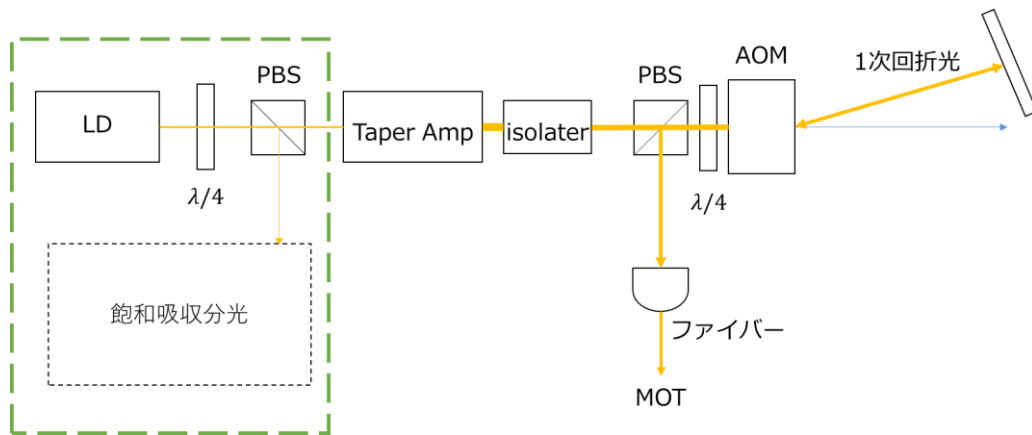 LD
λ/4
PBS
飽和吸収分光
Taper Amp
isolater
PBS
λ/4
AOM
1次回折光
ファイバー
MOT